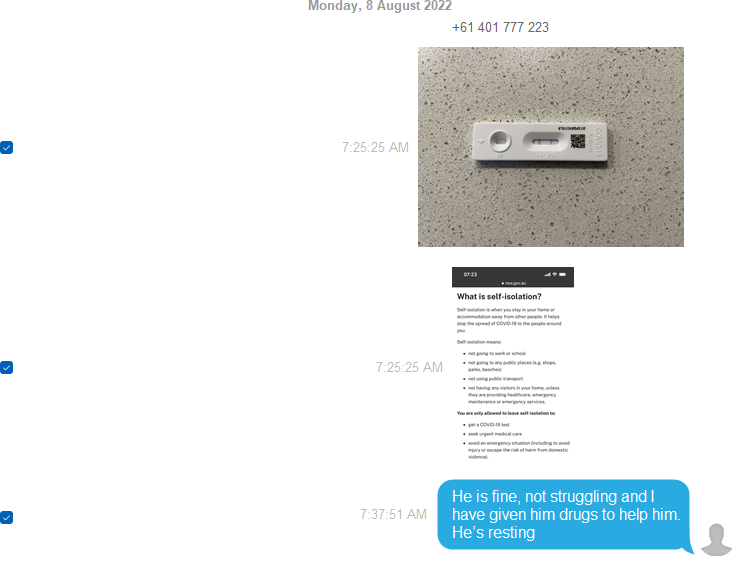 Monday, 8 August 2022
+61 401 777 223
7:25:25 AM
07:23
nsw.gov.au
What is self-isolation?
Self-isolation is when you stay in your home or
accommodation away from other people. It helps
stop the spread of COVID-19 to the people around
you.
Self-isolation means:
• not going to work or school
• not going to any public places (e.g. shops,
parks, beaches)
• not using public transport
• not having any visitors in your home, unless
they are providing healthcare, emergency
maintenance or emergency services.
You are only allowed to leave self-isolation to:
• get a COVID-19 test
• seek urgent medical care
• avoid an emergency situation (including to avoid
injury or escape the risk of harm from domestic
violence).
7:25:25 AM
7:37:51 AM
He is fine, not struggling and I
have given him drugs to help him.
He's resting